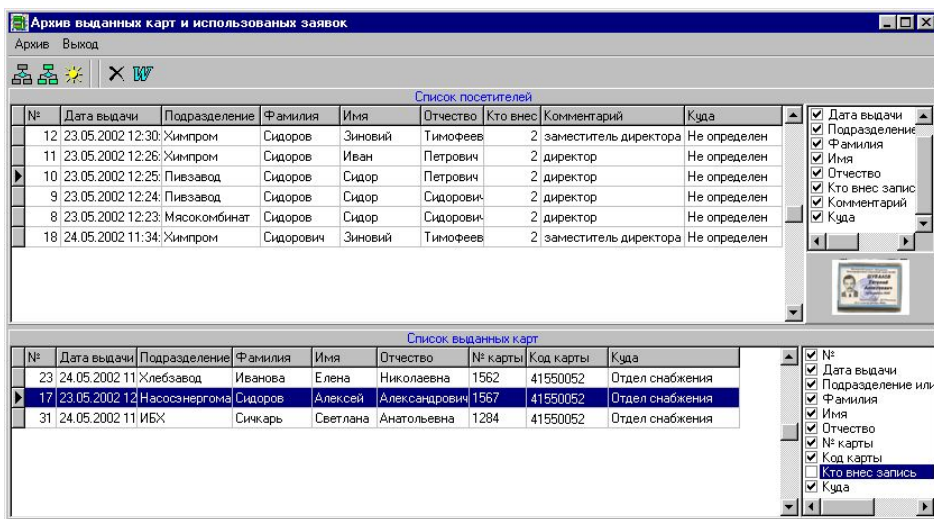 Архив выданных карт и использованых заявок
Архив Выход
Список посетителей
№ Дата выдачи Подразделение Фамилия Имя Отчество Кто внес Комментарий Куда
12 23.05.2002 12:30: Химпром Сидоров Зиновий Тимофеев 2 заместитель директора Не определен
11 23.05.2002 12:26: Химпром Сидоров Иван Петрович 2 директор Не определен
10 23.05.2002 12:25: Пивзавод Сидоров Сидор Петрович 2 директор Не определен
9 23.05.2002 12:24: Пивзавод Сидоров Сидор Сидорович 2 директор Не определен
8 23.05.2002 12:23: Мясокомбинат Сидоров Сидор Сидорович 2 директор Не определен
18 24.05.2002 11:34: Химпром Сидорович Зиновий Тимофеев 2 заместитель директора Не определен
Дата выдачи
Подразделение
Фамилия
Имя
Отчество
Кто внес запис
Комментарий
Куда
Список выданных карт
№ Дата выдачи Подразделение Фамилия Имя Отчество № карты Код карты Куда
23 24.05.2002 11 Хлебзавод Иванова Елена Николаевна 1562 41550052 Отдел снабжения
17 23.05.2002 12 Насосэнергома Сидоров Алексей Александрович 1567 41550052 Отдел снабжения
31 24.05.2002 11 ИБХ Сичкарь Светлана Анатольевна 1284 41550052 Отдел снабжения
№
Дата выдачи
Подразделение или
Фамилия
Имя
Отчество
№ карты
Код карты
Кто внес запись
Куда